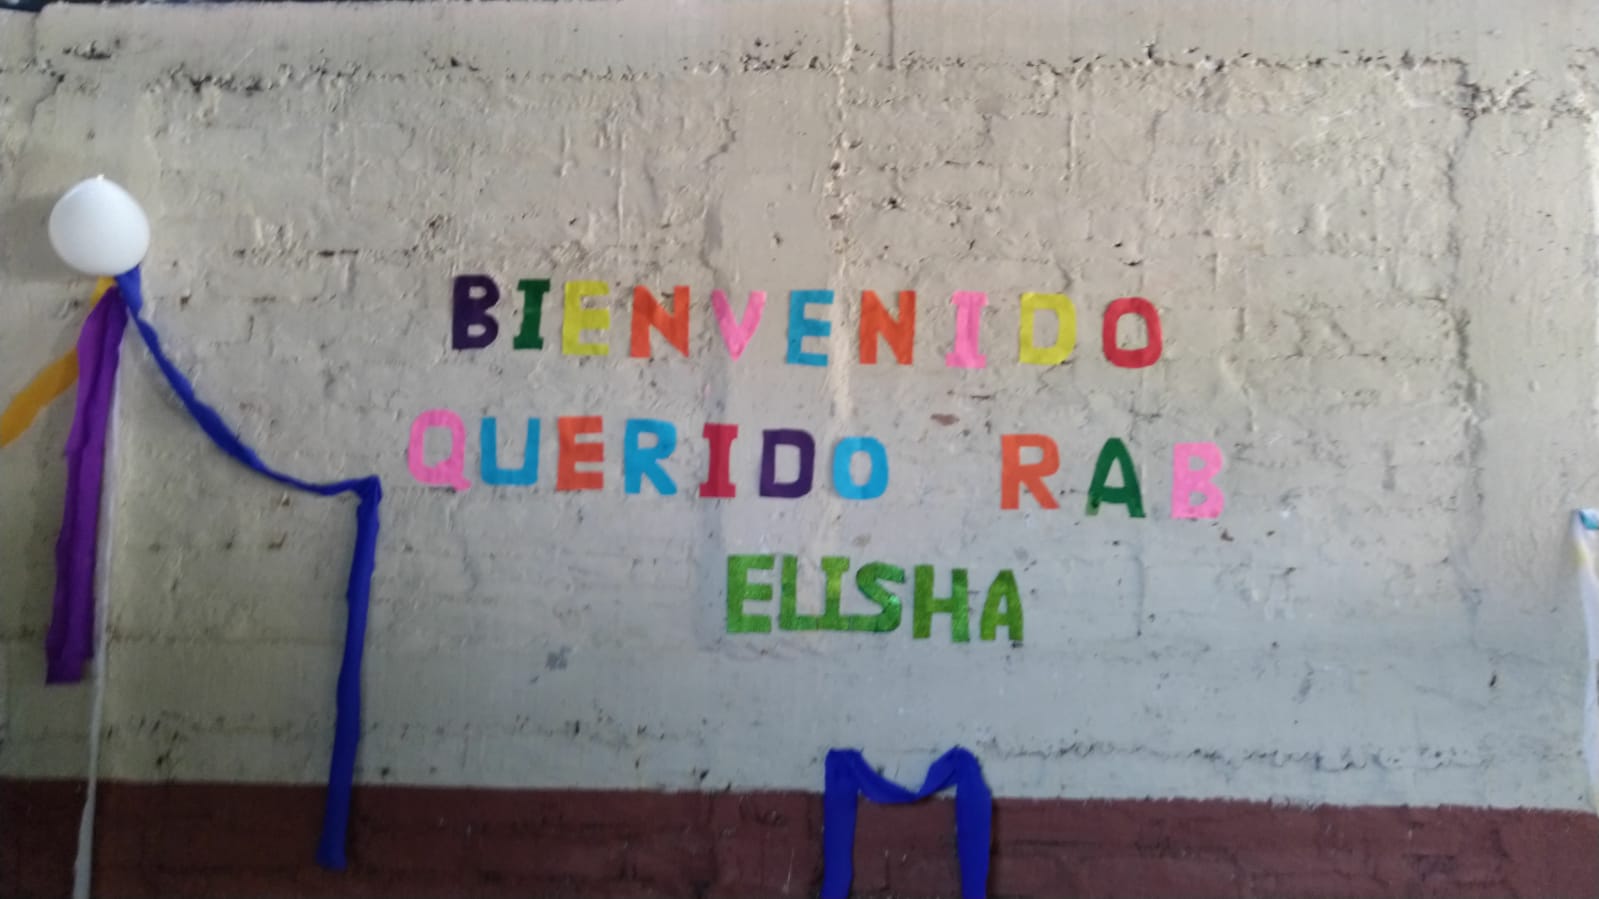 BIENVENIDO
QUERIDO RAB
ELISHA